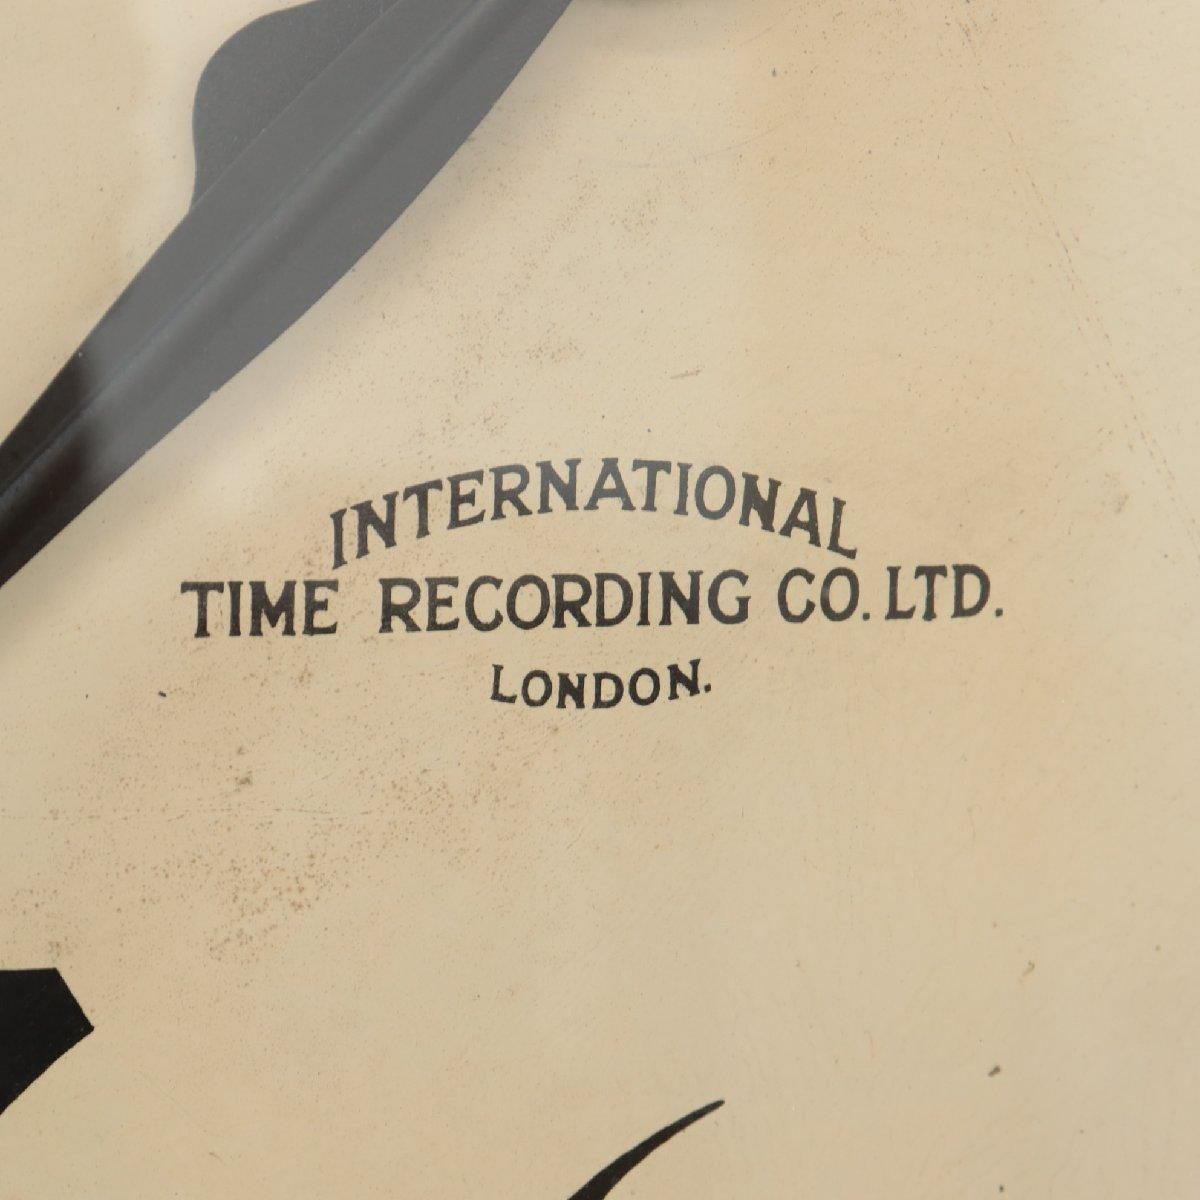 INTERNATIONAL
TIME RECORDING CO. LTD.
LONDON.